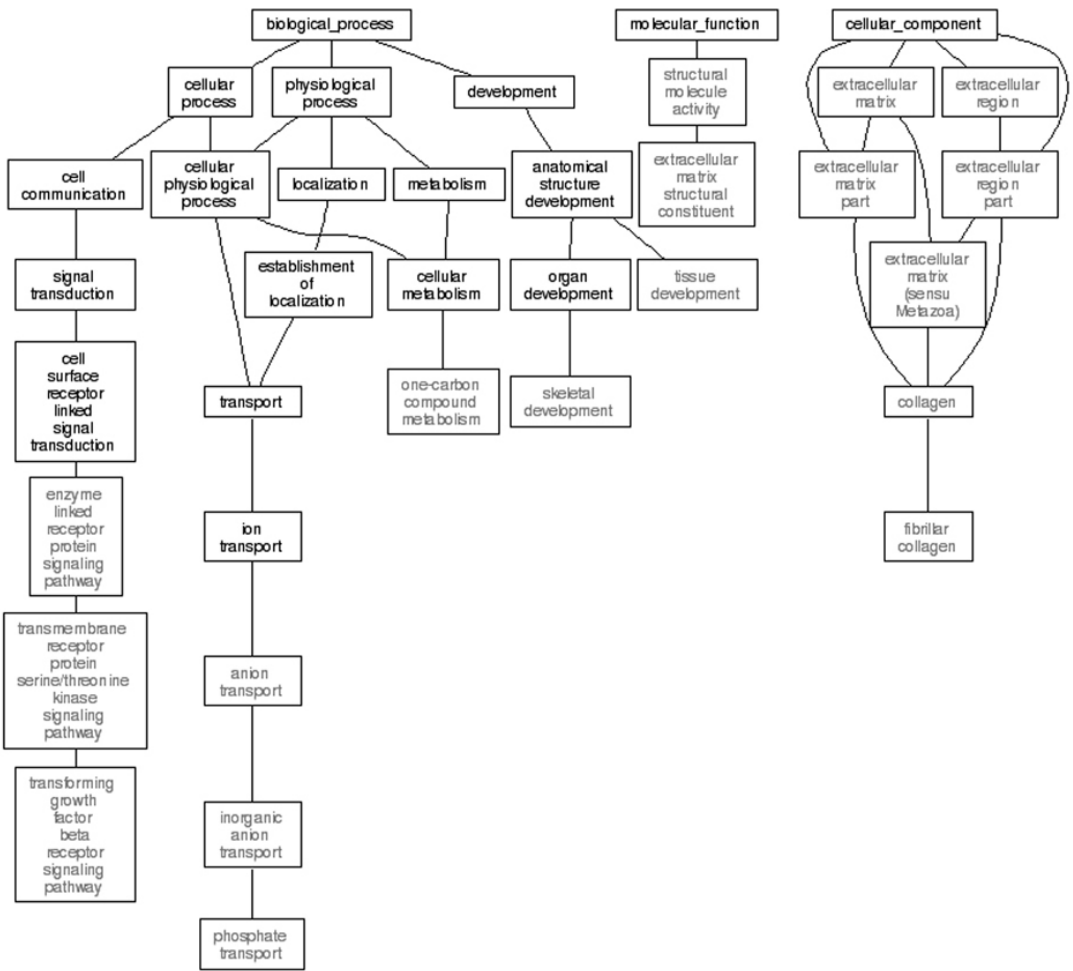 biological_process
molecular_function
cellular_component
cellular
process
physiological
process
development
structural
molecule
activity
extracellular
matrix
extracellular
region
cell
communication
cellular
physiological
process
localization
metabolism
anatomical
structure
development
extracellular
matrix
structural
constituent
extracellular
matrix
part
extracellular
region
part
signal
transduction
establishment
of
localization
cellular
metabolism
organ
development
tissue
development
extracellular
matrix
(sensu
Metazoa)
cell
surface
receptor
linked
signal
transduction
transport
one-carbon
compound
metabolism
skeletal
development
collagen
enzyme
linked
receptor
protein
signaling
pathway
ion
transport
fibrillar
collagen
transmembrane
receptor
protein
serine/threonine
kinase
signaling
pathway
anion
transport
transforming
growth
factor
beta
receptor
signaling
pathway
inorganic
anion
transport
phosphate
transport